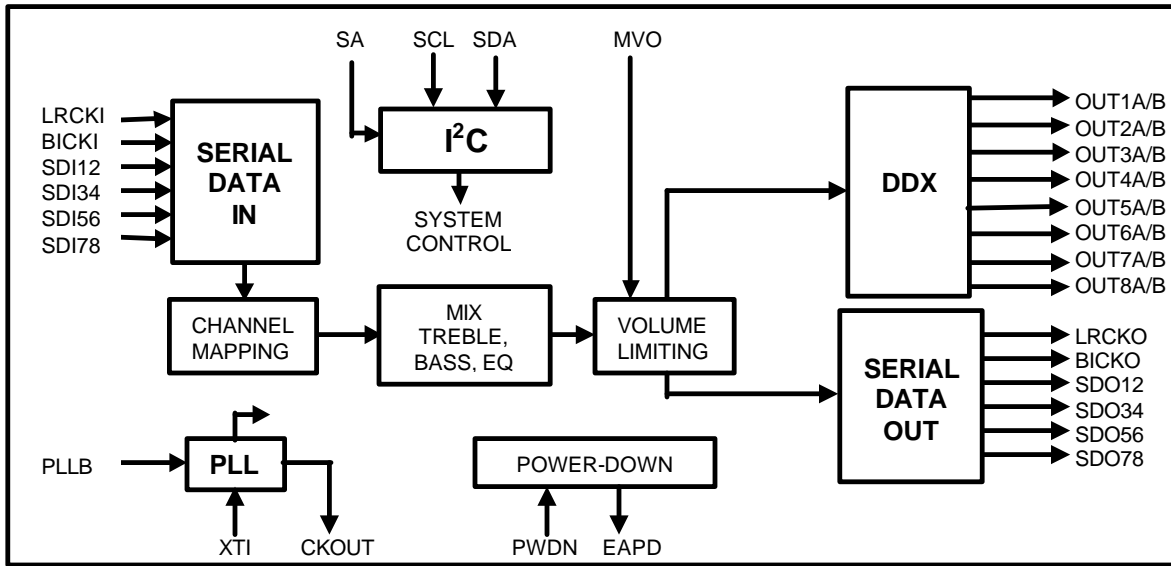 SA
SCL
SDA
MVO
LRCKI
BICKI
SDI12
SDI34
SDI56
SDI78
SERIAL
DATA
IN
I²C
SYSTEM
CONTROL
DDX
OUT1A/B
OUT2A/B
OUT3A/B
OUT4A/B
OUT5A/B
OUT6A/B
OUT7A/B
OUT8A/B
CHANNEL
MAPPING
MIX
TREBLE,
BASS, EQ
VOLUME
LIMITING
SERIAL
DATA
OUT
LRCKO
BICKO
SDO12
SDO34
SDO56
SDO78
PLLB
PLL
XTI
CKOUT
POWER-DOWN
PWDN
EAPD